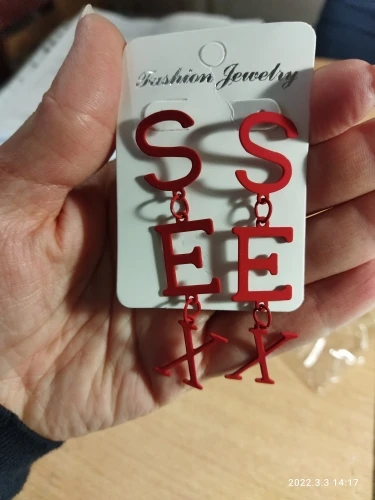 Fashion Jewelry
S S
E E
X X
2022.3.3 14:17